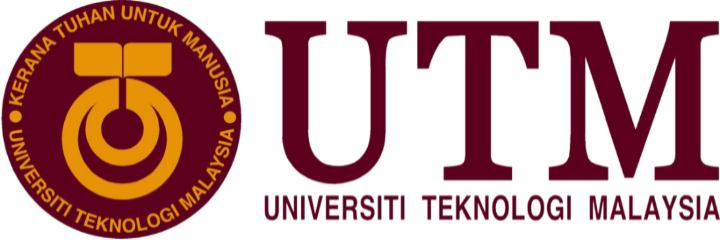 KERANA TUHAN UNTUK MANUSIA
UNIVERSITI TEKNOLOGI MALAYSIA
UTM
UNIVERSITI TEKNOLOGI MALAYSIA